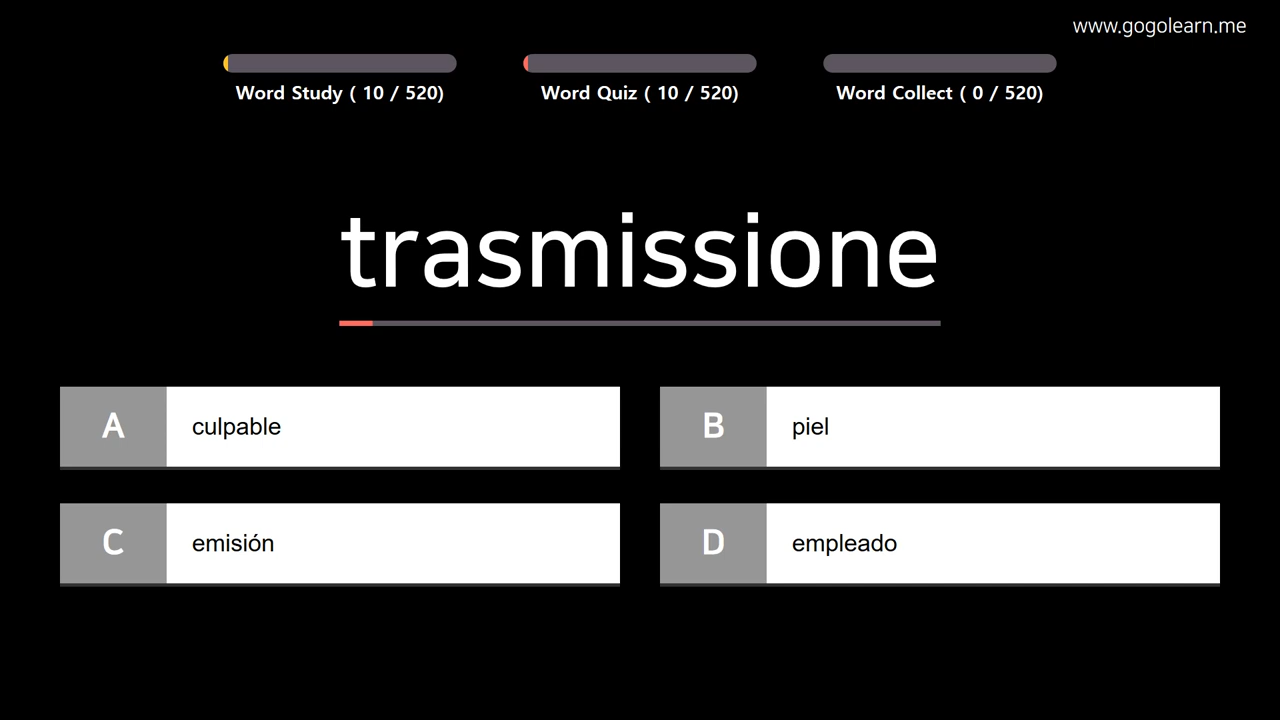 www.gogolearn.me
Word Study ( 10 / 520)
Word Quiz ( 10 / 520)
Word Collect ( 0 / 520)
trasmissione
A culpable
B piel
C emisión
D empleado